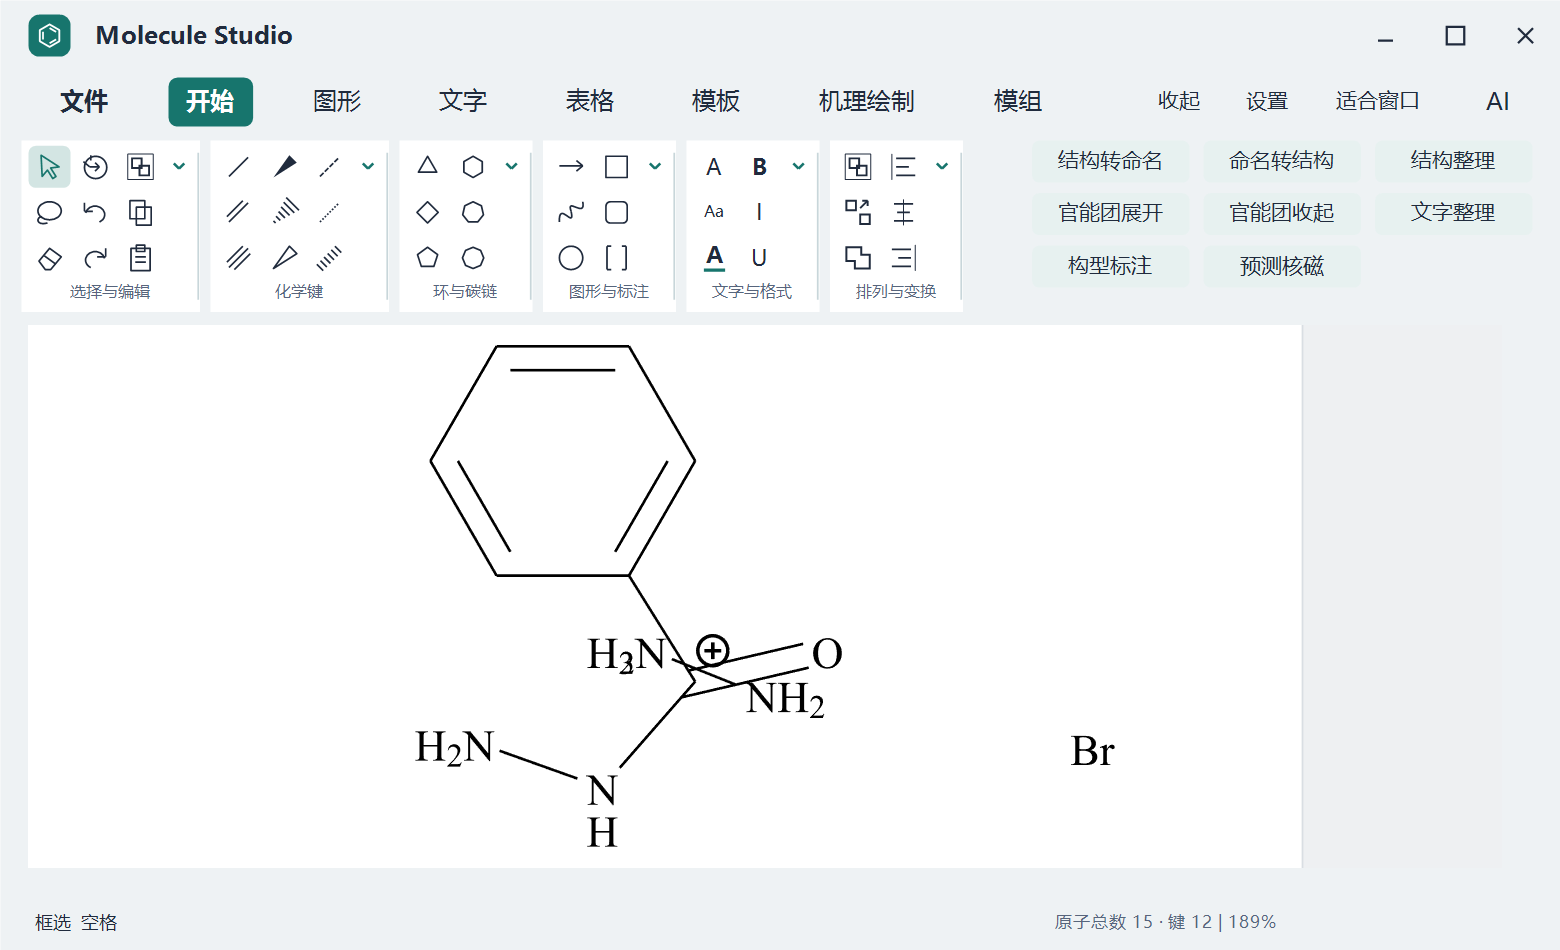 Molecule Studio
文件 开始 图形 文字 表格 模板 机理绘制 模组 收起 设置 适合窗口 AI
A B
Aa I
A U
选择与编辑 化学键 环与碳链 图形与标注 文字与格式 排列与变换
结构转命名 命名转结构 结构整理
官能团展开 官能团收起 文字整理
构型标注 预测核磁
O
NH2
H2N
N
H
Br
框选 空格
原子总数 15 · 键 12 | 189%